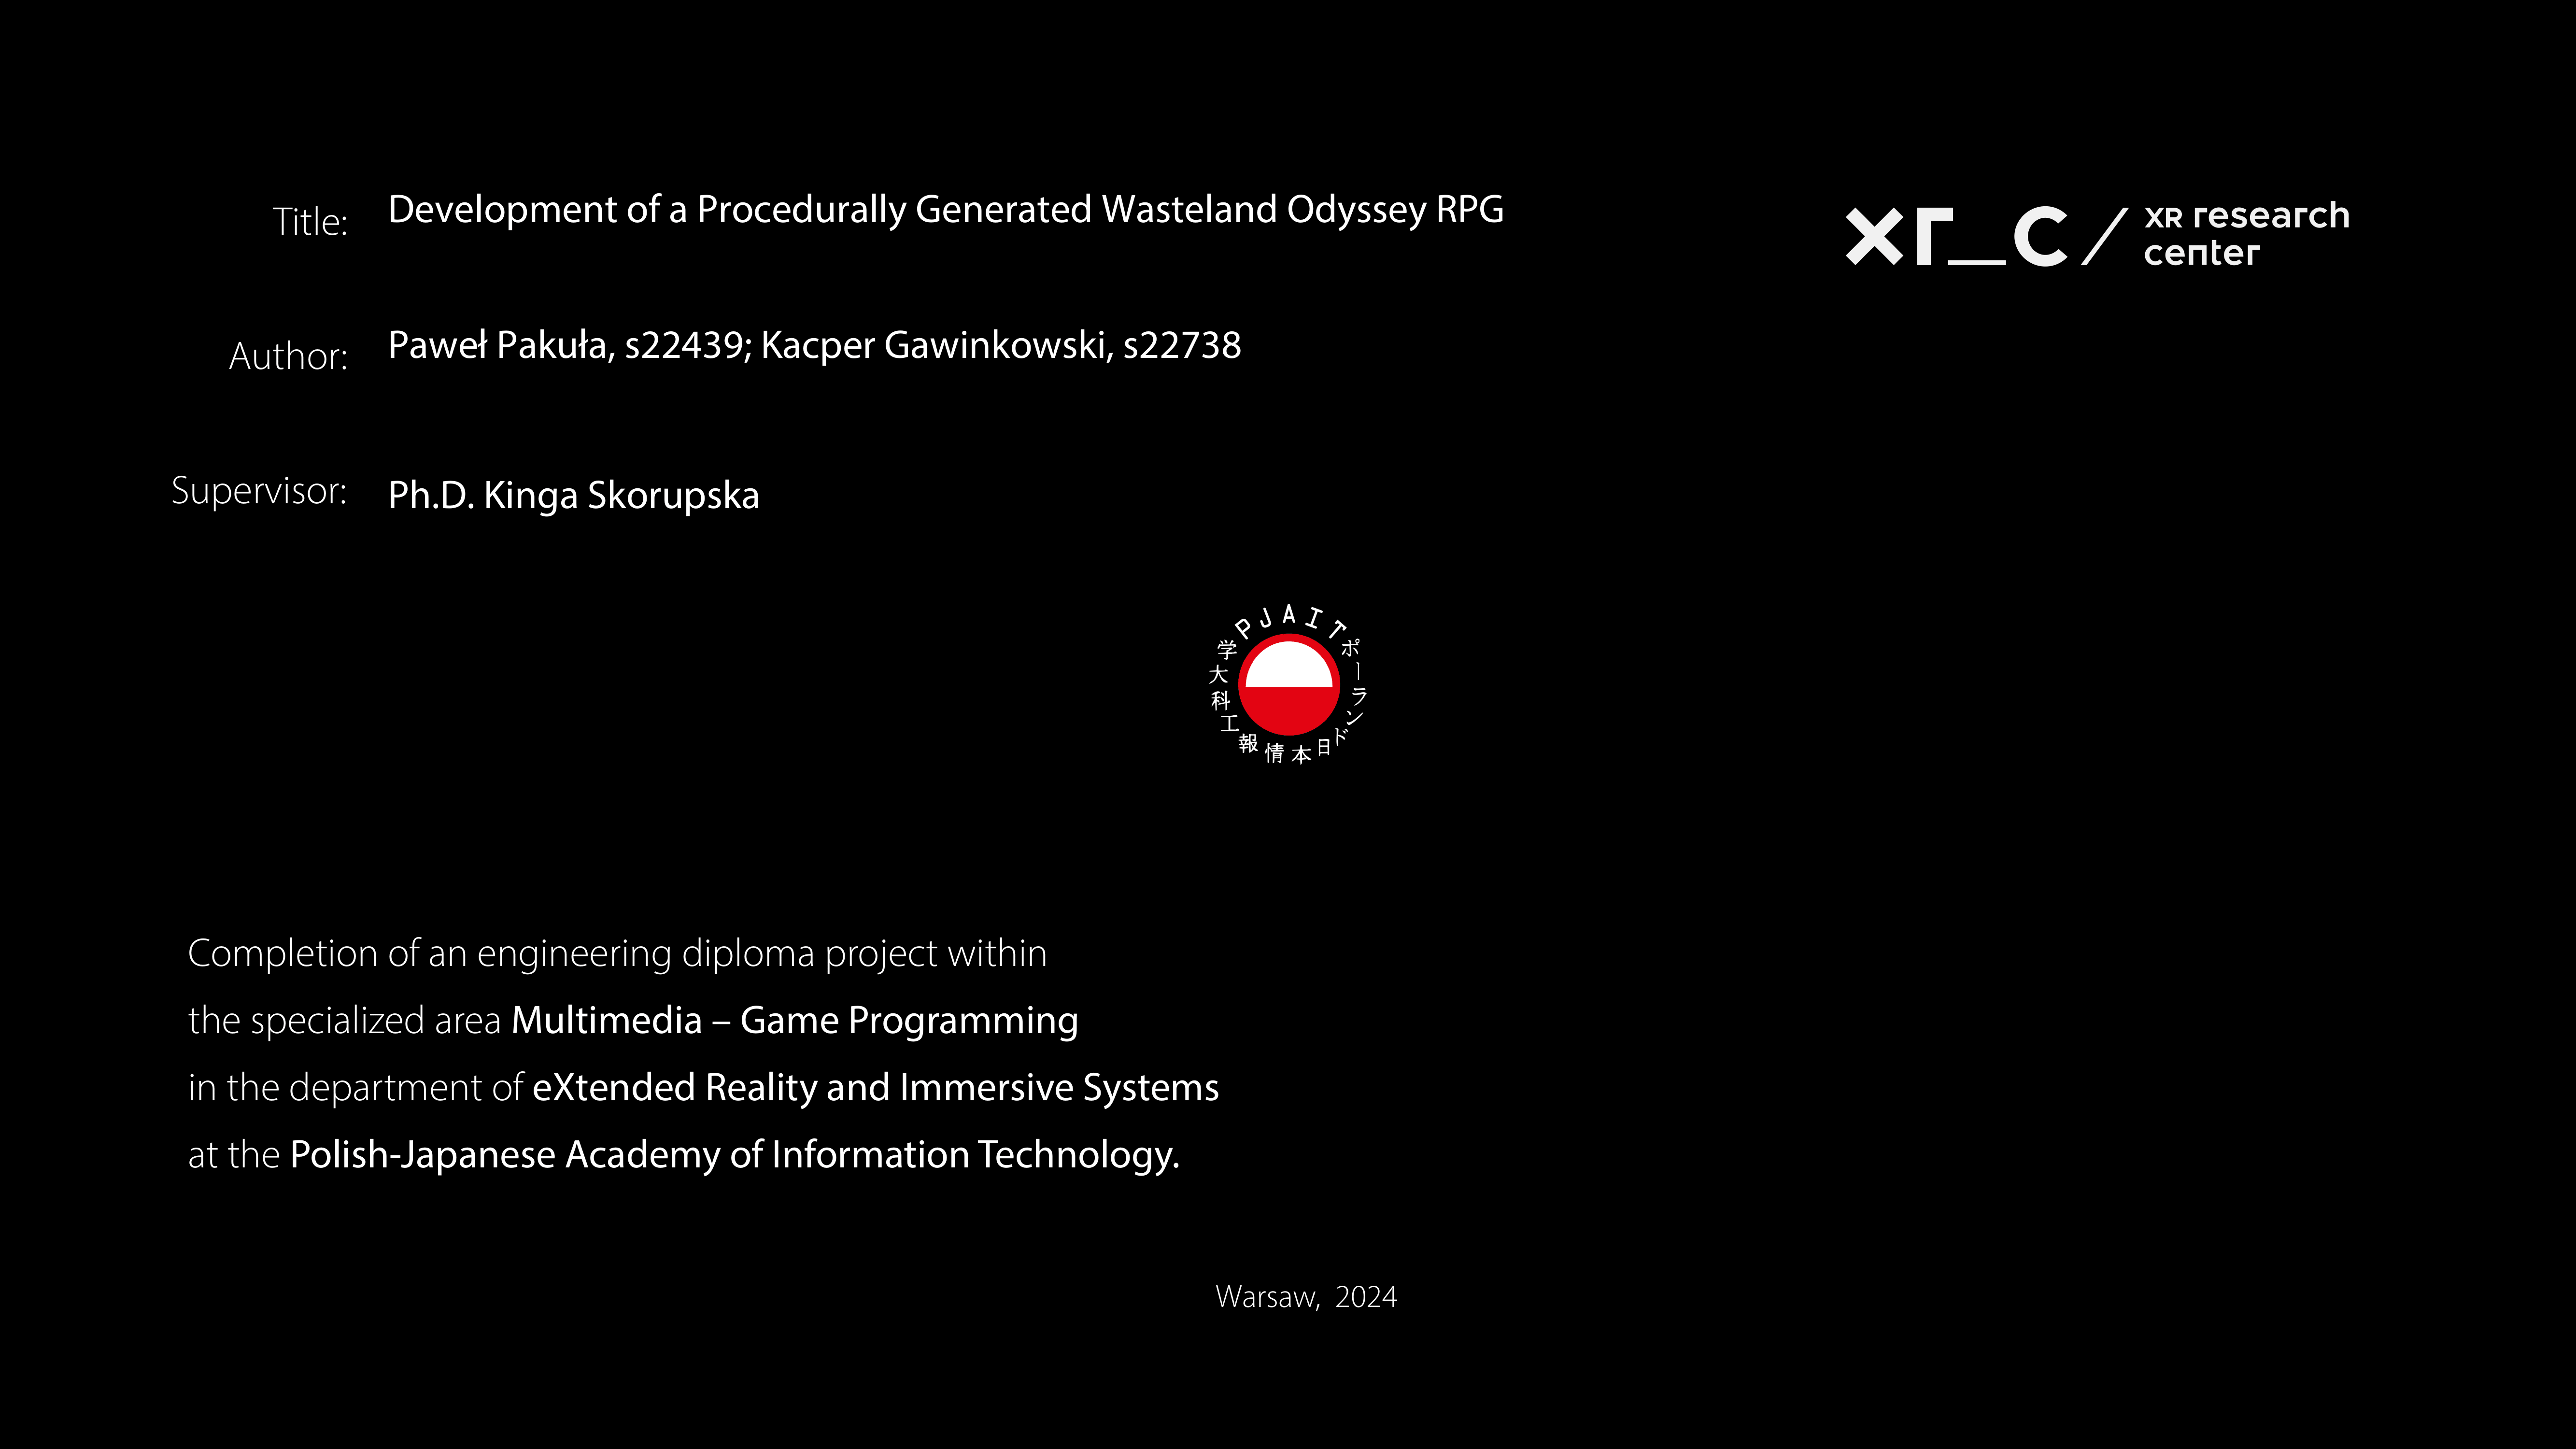 Title: Development of a Procedurally Generated Wasteland Odyssey RPG
xr_c / XR research
center
Author: Paweł Pakuła, s22439; Kacper Gawinkowski, s22738
Supervisor: Ph.D. Kinga Skorupska
PJAIT
ポーランド日本情報工科大学
Completion of an engineering diploma project within
the specialized area Multimedia – Game Programming
in the department of eXtended Reality and Immersive Systems
at the Polish-Japanese Academy of Information Technology.
Warsaw, 2024